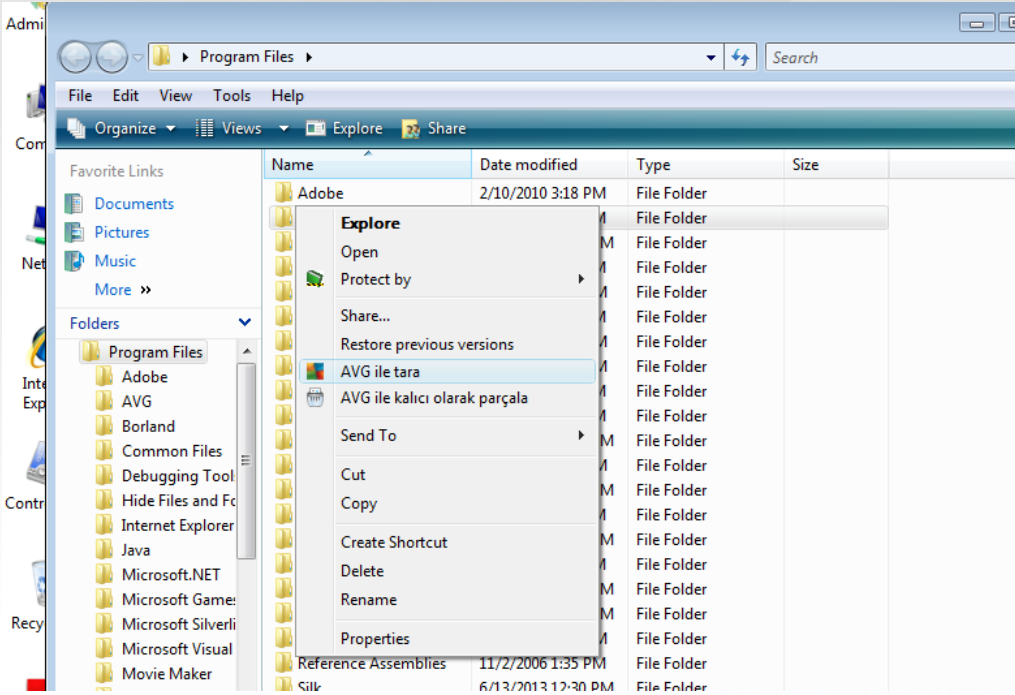 Admi
Program Files
Search
File Edit View Tools Help
Organize Views Explore Share
Favorite Links
Documents
Pictures
Music
More »
Folders
Program Files
Adobe
AVG
Borland
Common Files
Debugging Tool
Hide Files and Fo
Internet Explorer
Java
Microsoft.NET
Microsoft Game
Microsoft Silverli
Microsoft Visual
Movie Maker
Com
Net
Inte
Exp
Contr
Recy
Name Date modified Type Size
Adobe 2/10/2010 3:18 PM File Folder
File Folder
M File Folder
File Folder
File Folder
File Folder
File Folder
File Folder
File Folder
File Folder
M File Folder
File Folder
M File Folder
File Folder
M File Folder
File Folder
M File Folder
File Folder
File Folder
Reference Assemblies 11/2/2006 1:35 PM File Folder
Silk 6/13/2013 12:30 PM File Folder
Explore
Open
Protect by
Share...
Restore previous versions
AVG ile tara
AVG ile kalıcı olarak parçala
Send To
Cut
Copy
Create Shortcut
Delete
Rename
Properties